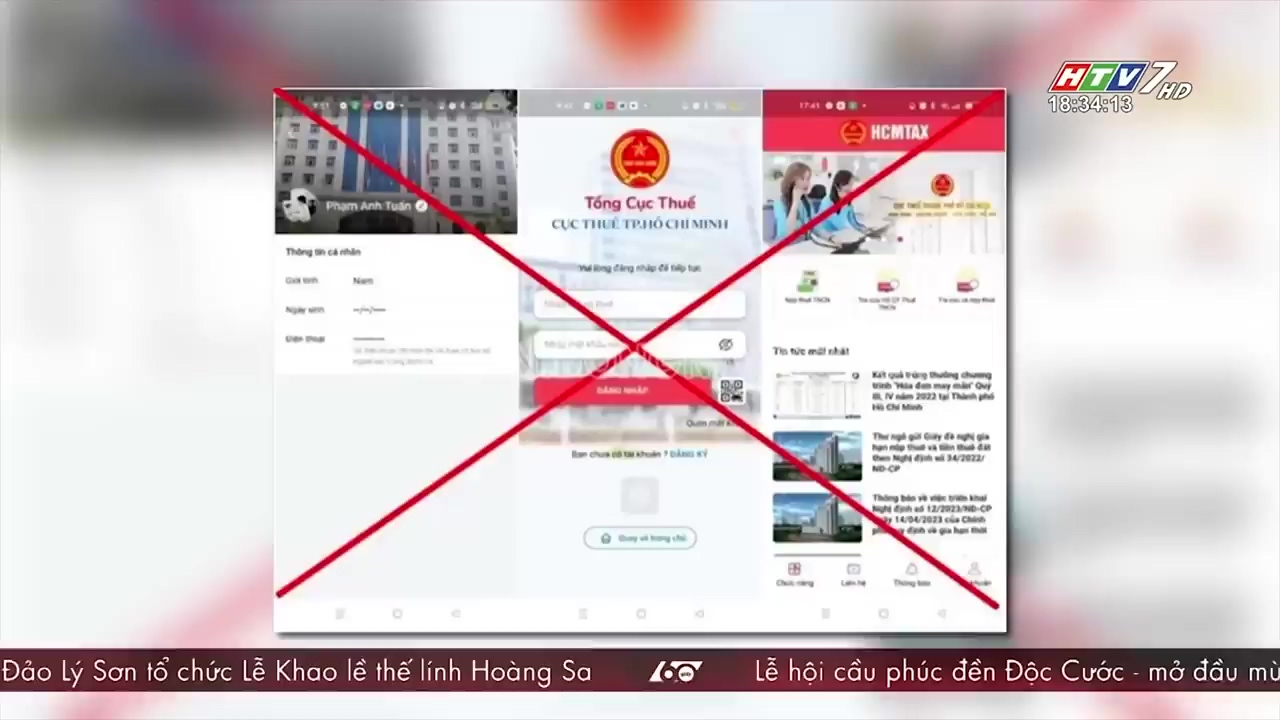 HTV7 HD
18:34:13
Phạm Anh Tuấn
Thông tin cá nhân
Giới tính Nam
Ngày sinh --/--/----
Điện thoại
Tổng Cục Thuế
CỤC THUẾ TP.HỒ CHÍ MINH
Vui lòng đăng nhập để tiếp tục
ĐĂNG NHẬP
Quên mật
Bạn chưa có tài khoản ? ĐĂNG KÝ
Quay về trang chủ
17:41
HCMTAX
Nộp thuế TNCN
Tin tức mới nhất
Kết quả trúng thưởng chương
trình "Hóa đơn may mắn" Quý
III, IV năm 2022 tại Thành phố
Hồ Chí Minh
Thư ngỏ gửi Giấy đề nghị gia
hạn nộp thuế và tiền thuê đất
theo Nghị định số 34/2022/
NĐ-CP
Thông báo về việc triển khai
Nghị định số 12/2023/NĐ-CP
ngày 14/04/2023 của Chính
phủ quy định về gia hạn thời
Chức năng
Liên hệ
Thông báo
Đảo Lý Sơn tổ chức Lễ Khao lề thế lính Hoàng Sa
60 giây
Lễ hội cầu phúc đền Độc Cước - mở đầu mù